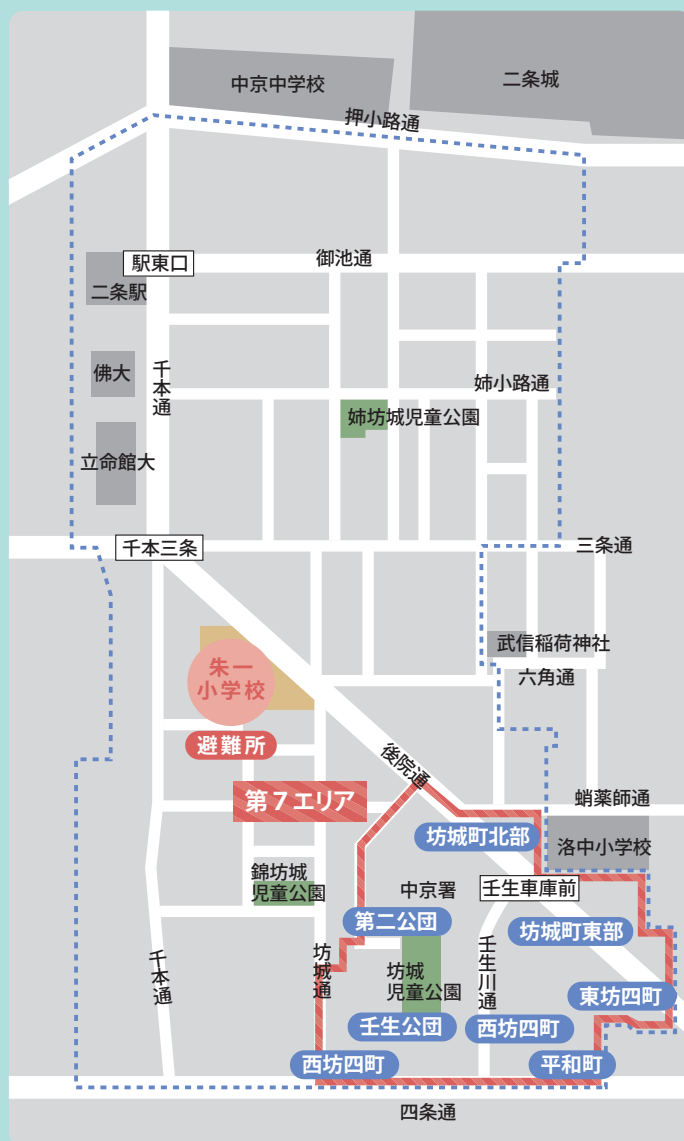 中京中学校
二条城
押小路通
駅東口
御池通
二条駅
佛大
千本通
姉小路通
姉坊城児童公園
立命館大
千本三条
三条通
武信稲荷神社
六角通
朱一
小学校
避難所
後院通
第7エリア
蛸薬師通
坊城町北部
洛中小学校
錦坊城
児童公園
中京署
壬生車庫前
第二公団
坊城町東部
千本通
坊城通
坊城
児童公園
壬生川通
東坊四町
壬生公団
西坊四町
西坊四町
平和町
四条通